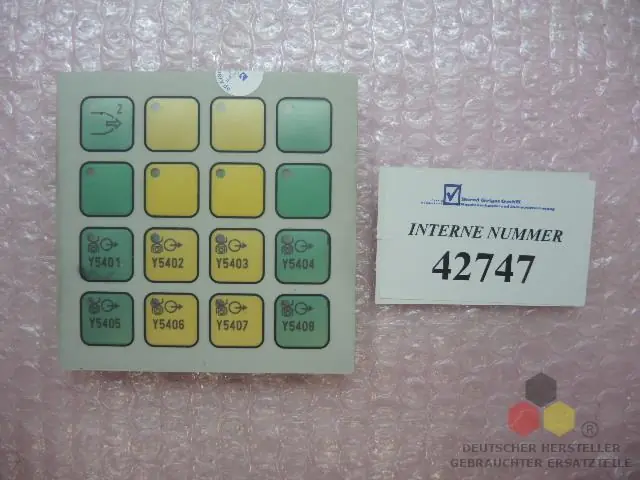 2
Y5401 Y5402 Y5403 Y5404
Y5405 Y5406 Y5407 Y5408
INTERNE NUMMER
42747
DEUTSCHER HERSTELLER
GEBRAUCHTER ERSATZTEILE
®